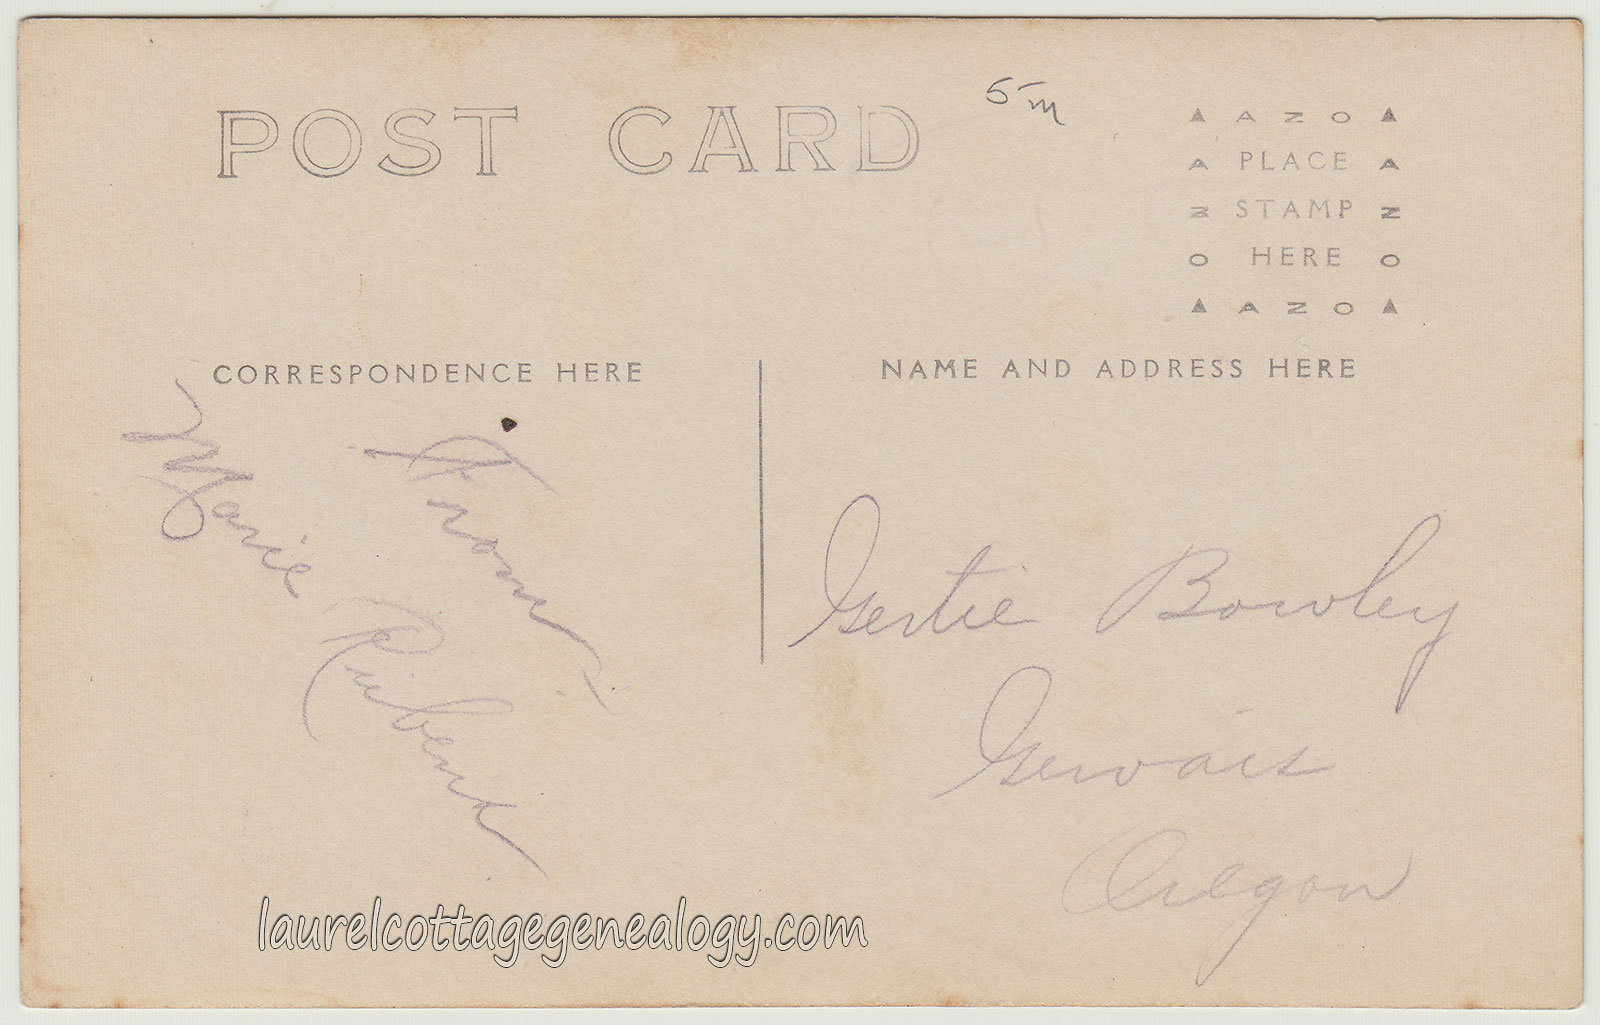 POST CARD
5m
AZO
PLACE
STAMP
HERE
AZO
CORRESPONDENCE HERE
NAME AND ADDRESS HERE
From
Marie
Gertie Bowley
Gervais
Oregon
laurelcottagegenealogy.com